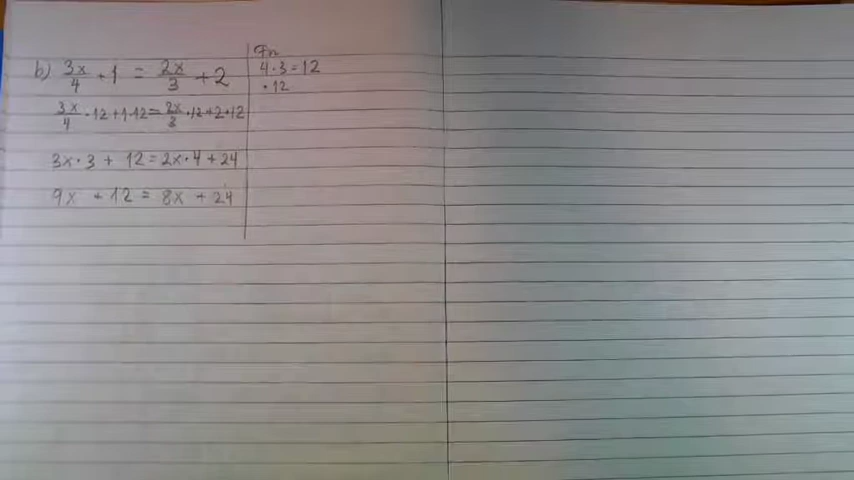 b) 3x/4 + 1 = 2x/3 + 2
3x/4 · 12 + 1 · 12 = 2x/3 · 12 + 2 · 12
3x · 3 + 12 = 2x · 4 + 24
9x + 12 = 8x + 24
4 · 3 = 12
· 12